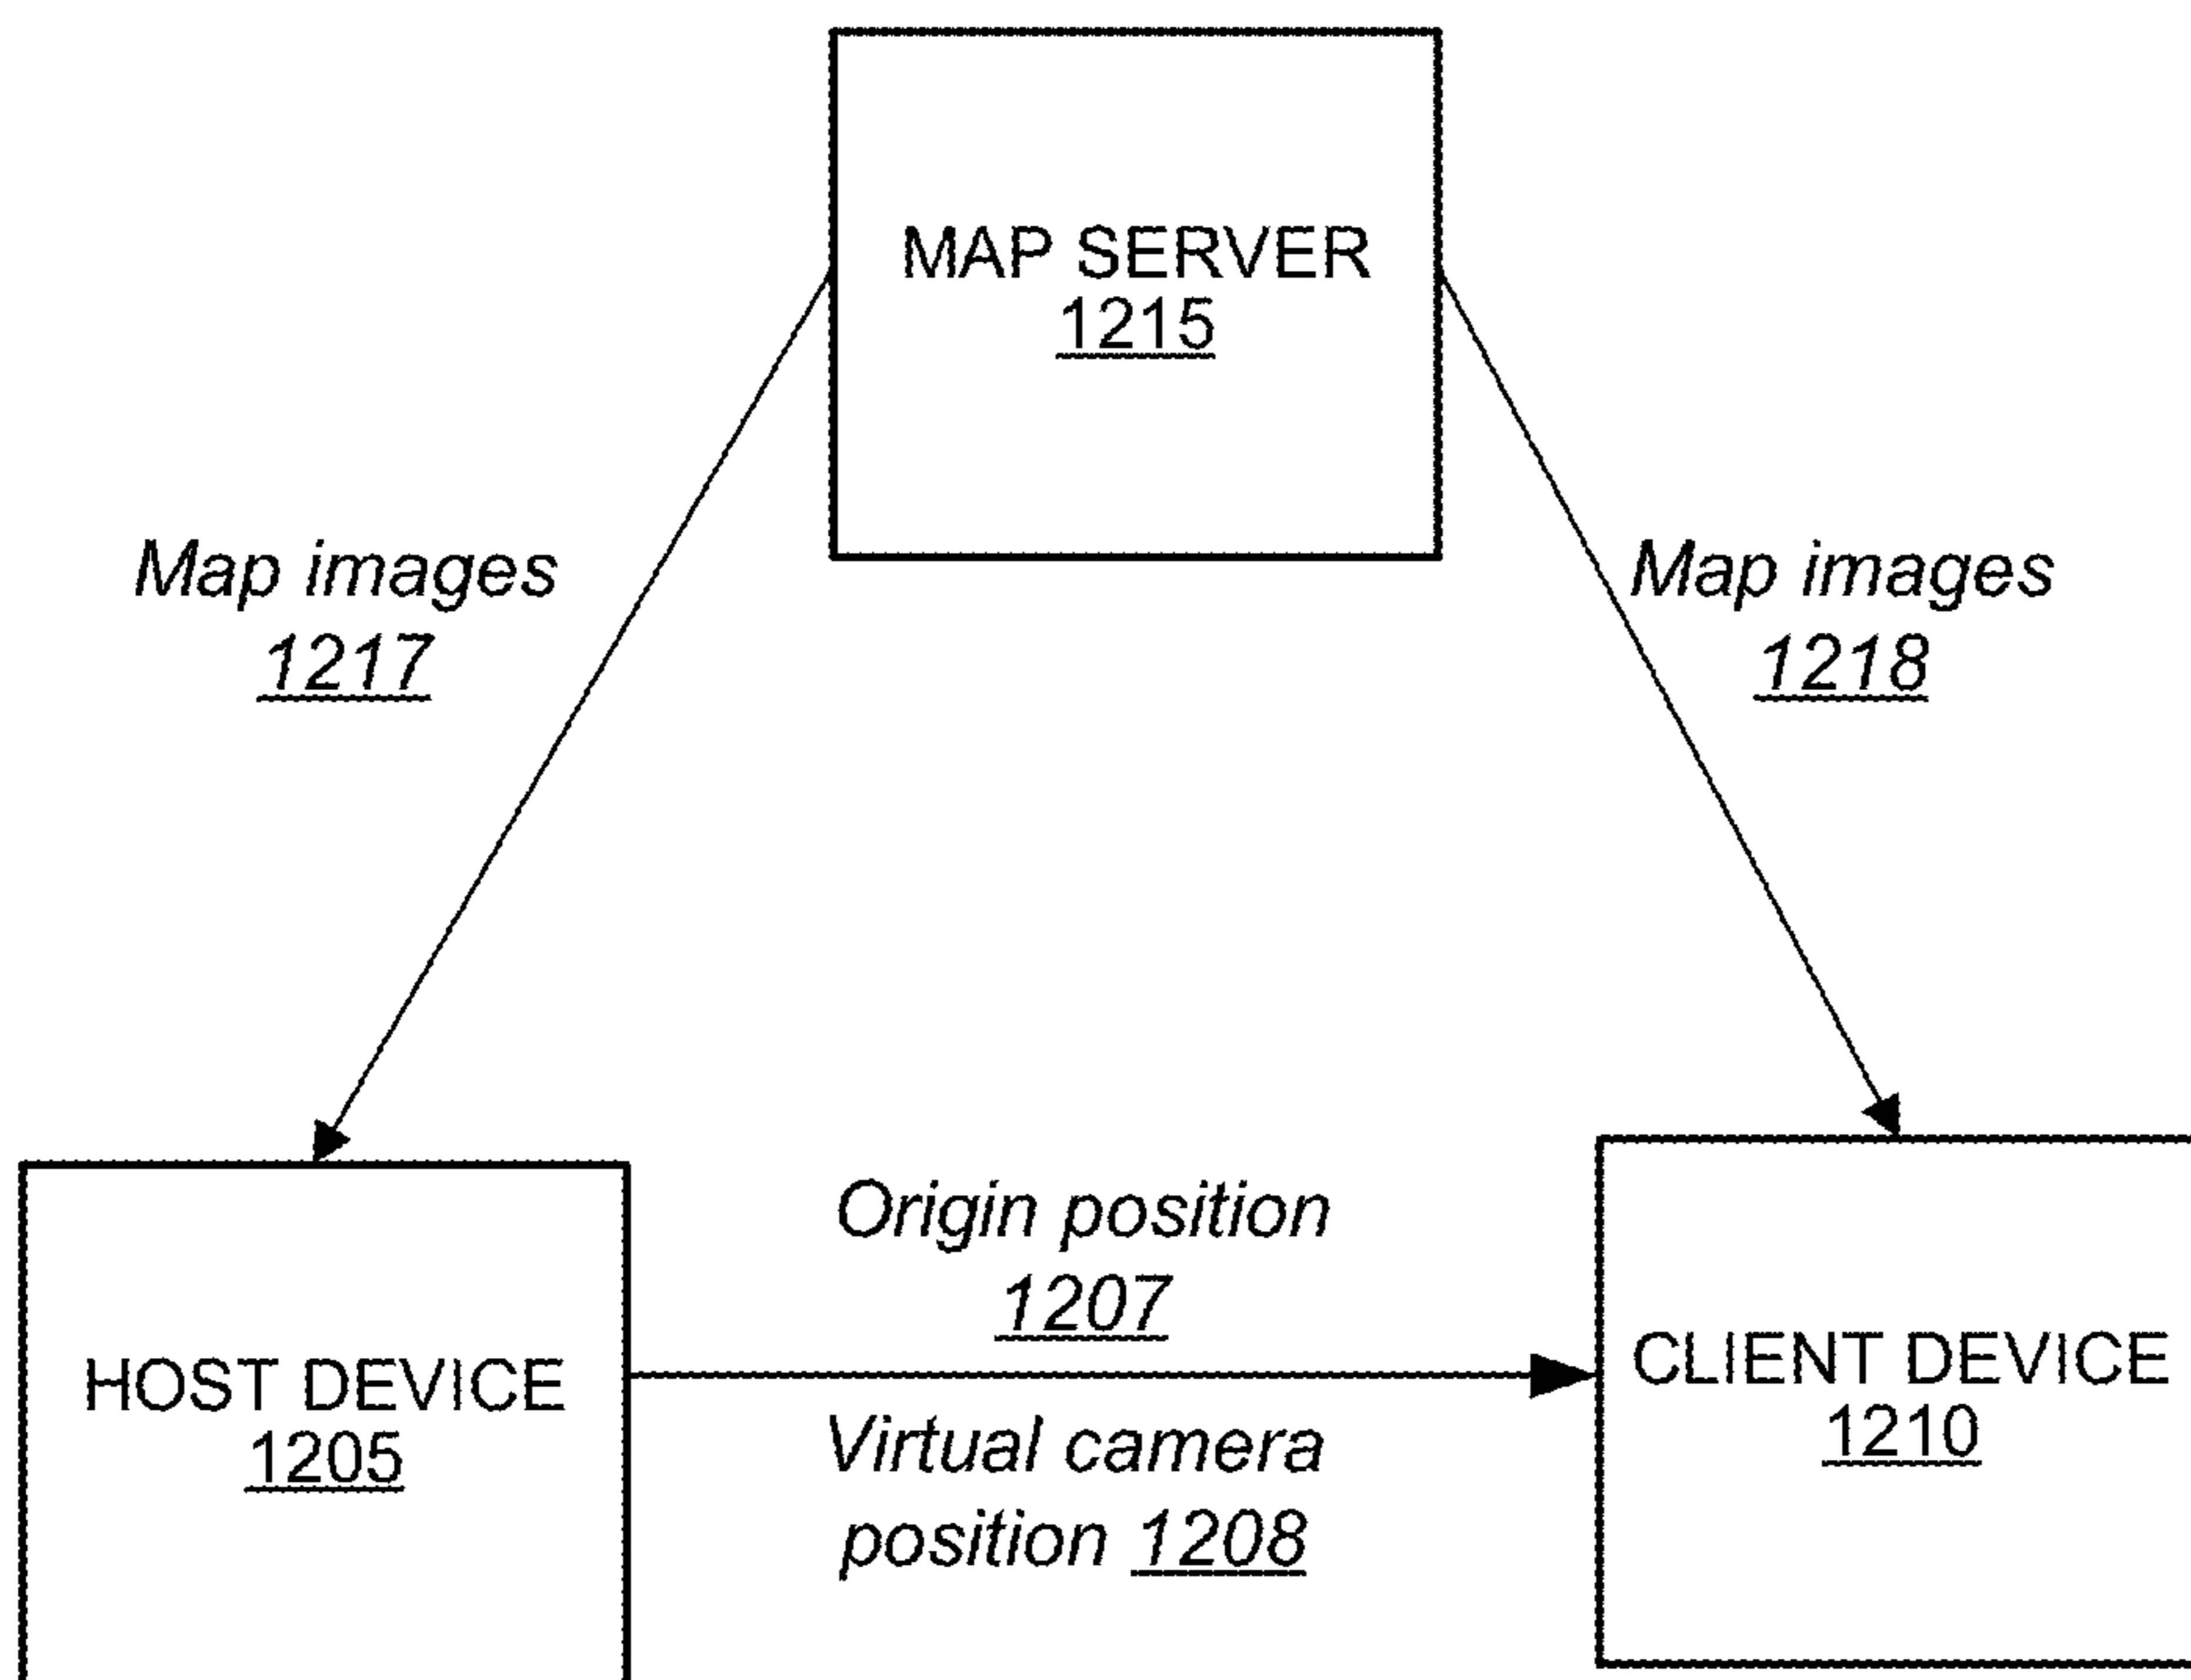 MAP SERVER
1215
Map images
1217
Map images
1218
Origin position
1207
HOST DEVICE
1205
Virtual camera
position 1208
CLIENT DEVICE
1210